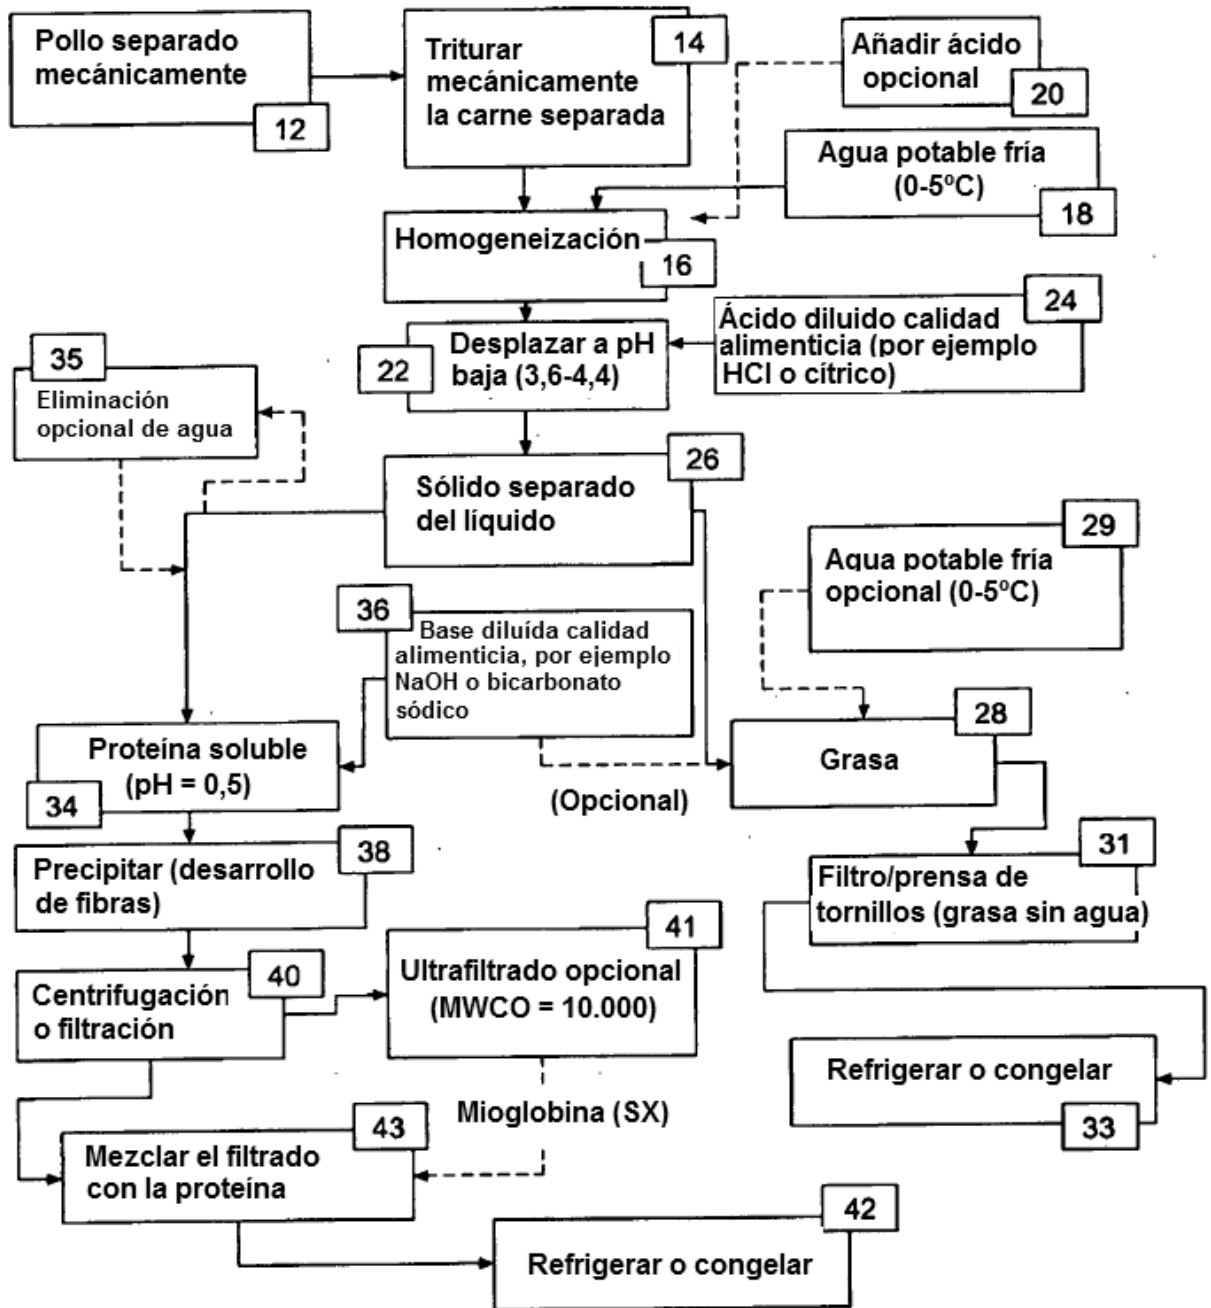 Pollo separado
mecánicamente
12
Triturar
mecánicamente
la carne separada
14
Añadir ácido
opcional
20
Agua potable fría
(0-5ºC)
18
Homogeneización
16
Desplazar a pH
baja (3,6-4,4)
22
Ácido diluido calidad
alimenticia (por ejemplo
HCl o cítrico)
24
35
Eliminación
opcional de agua
Sólido separado
del líquido
26
29
Agua potable fría
opcional (0-5ºC)
36
Base diluída calidad
alimenticia, por ejemplo
NaOH o bicarbonato
sódico
Proteína soluble
(pH = 0,5)
34
(Opcional)
28
Grasa
Precipitar (desarrollo
de fibras)
38
31
Filtro/prensa de
tornillos (grasa sin agua)
Centrifugación
o filtración
40
41
Ultrafiltrado opcional
(MWCO = 10.000)
Refrigerar o congelar
33
Mioglobina (SX)
43
Mezclar el filtrado
con la proteína
42
Refrigerar o congelar